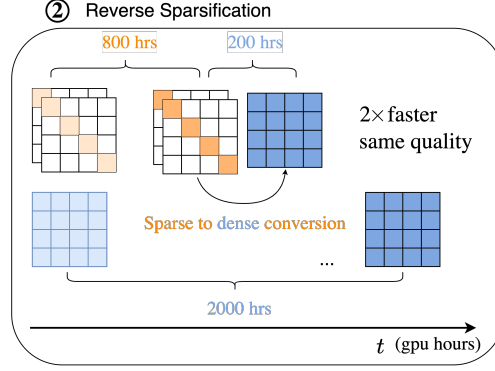 ② Reverse Sparsification
800 hrs
200 hrs
2× faster
same quality
Sparse to dense conversion
...
2000 hrs
t (gpu hours)